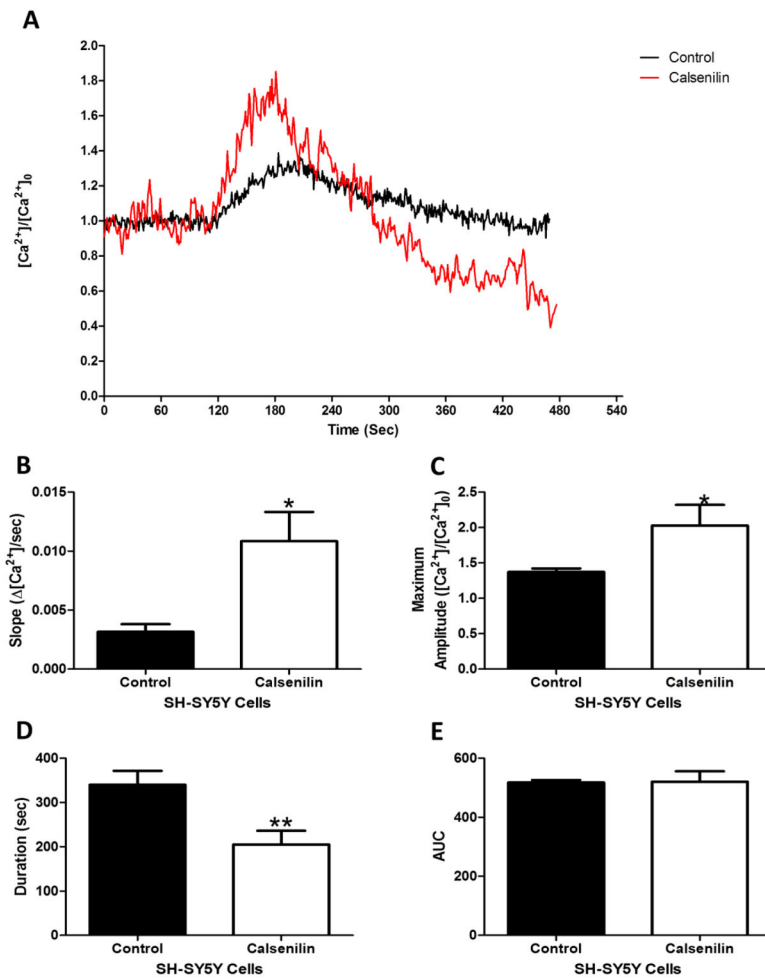 A
Control
Calsenilin
[Ca²⁺]/[Ca²⁺]₀
2.0
1.8
1.6
1.4
1.2
1.0
0.8
0.6
0.4
0.2
0.0
0 60 120 180 240 300 360 420 480 540
Time (Sec)
B
Slope (Δ[Ca²⁺]/sec)
0.015
0.010
0.005
0.000
*
Control Calsenilin
SH-SY5Y Cells
C
Maximum
Amplitude ([Ca²⁺]/[Ca²⁺]₀)
2.5
2.0
1.5
1.0
0.5
0.0
*
Control Calsenilin
SH-SY5Y Cells
D
Duration (sec)
400
300
200
100
0
**
Control Calsenilin
SH-SY5Y Cells
E
AUC
600
400
200
0
Control Calsenilin
SH-SY5Y Cells